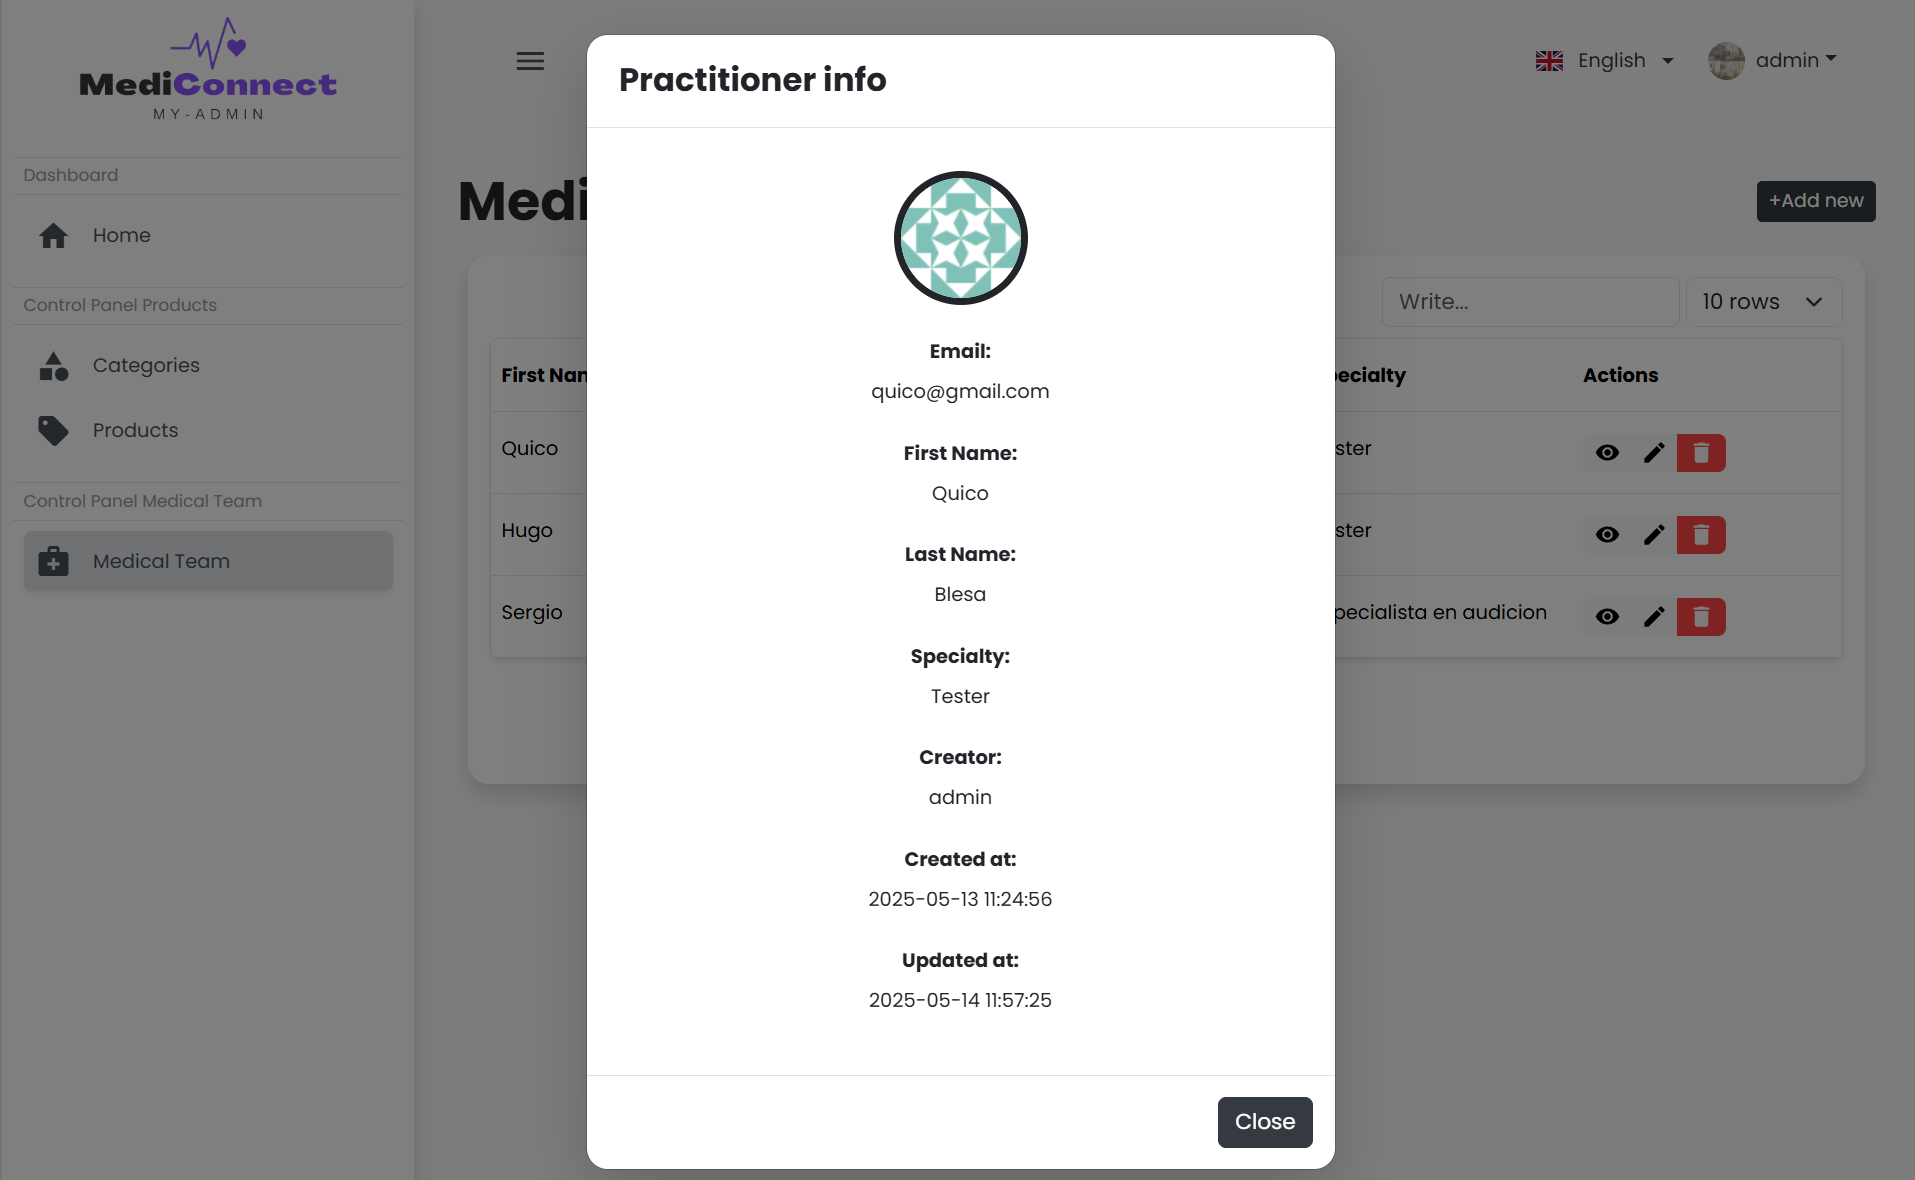 MediConnect
MY-ADMIN
Dashboard
Home
Control Panel Products
Categories
Products
Control Panel Medical Team
Medical Team
English
admin
Medi
+Add new
Write...
10 rows
First Nan
ecialty
Actions
Quico
ster
Hugo
ster
Sergio
pecialista en audicion
Practitioner info
Email:
quico@gmail.com
First Name:
Quico
Last Name:
Blesa
Specialty:
Tester
Creator:
admin
Created at:
2025-05-13 11:24:56
Updated at:
2025-05-14 11:57:25
Close